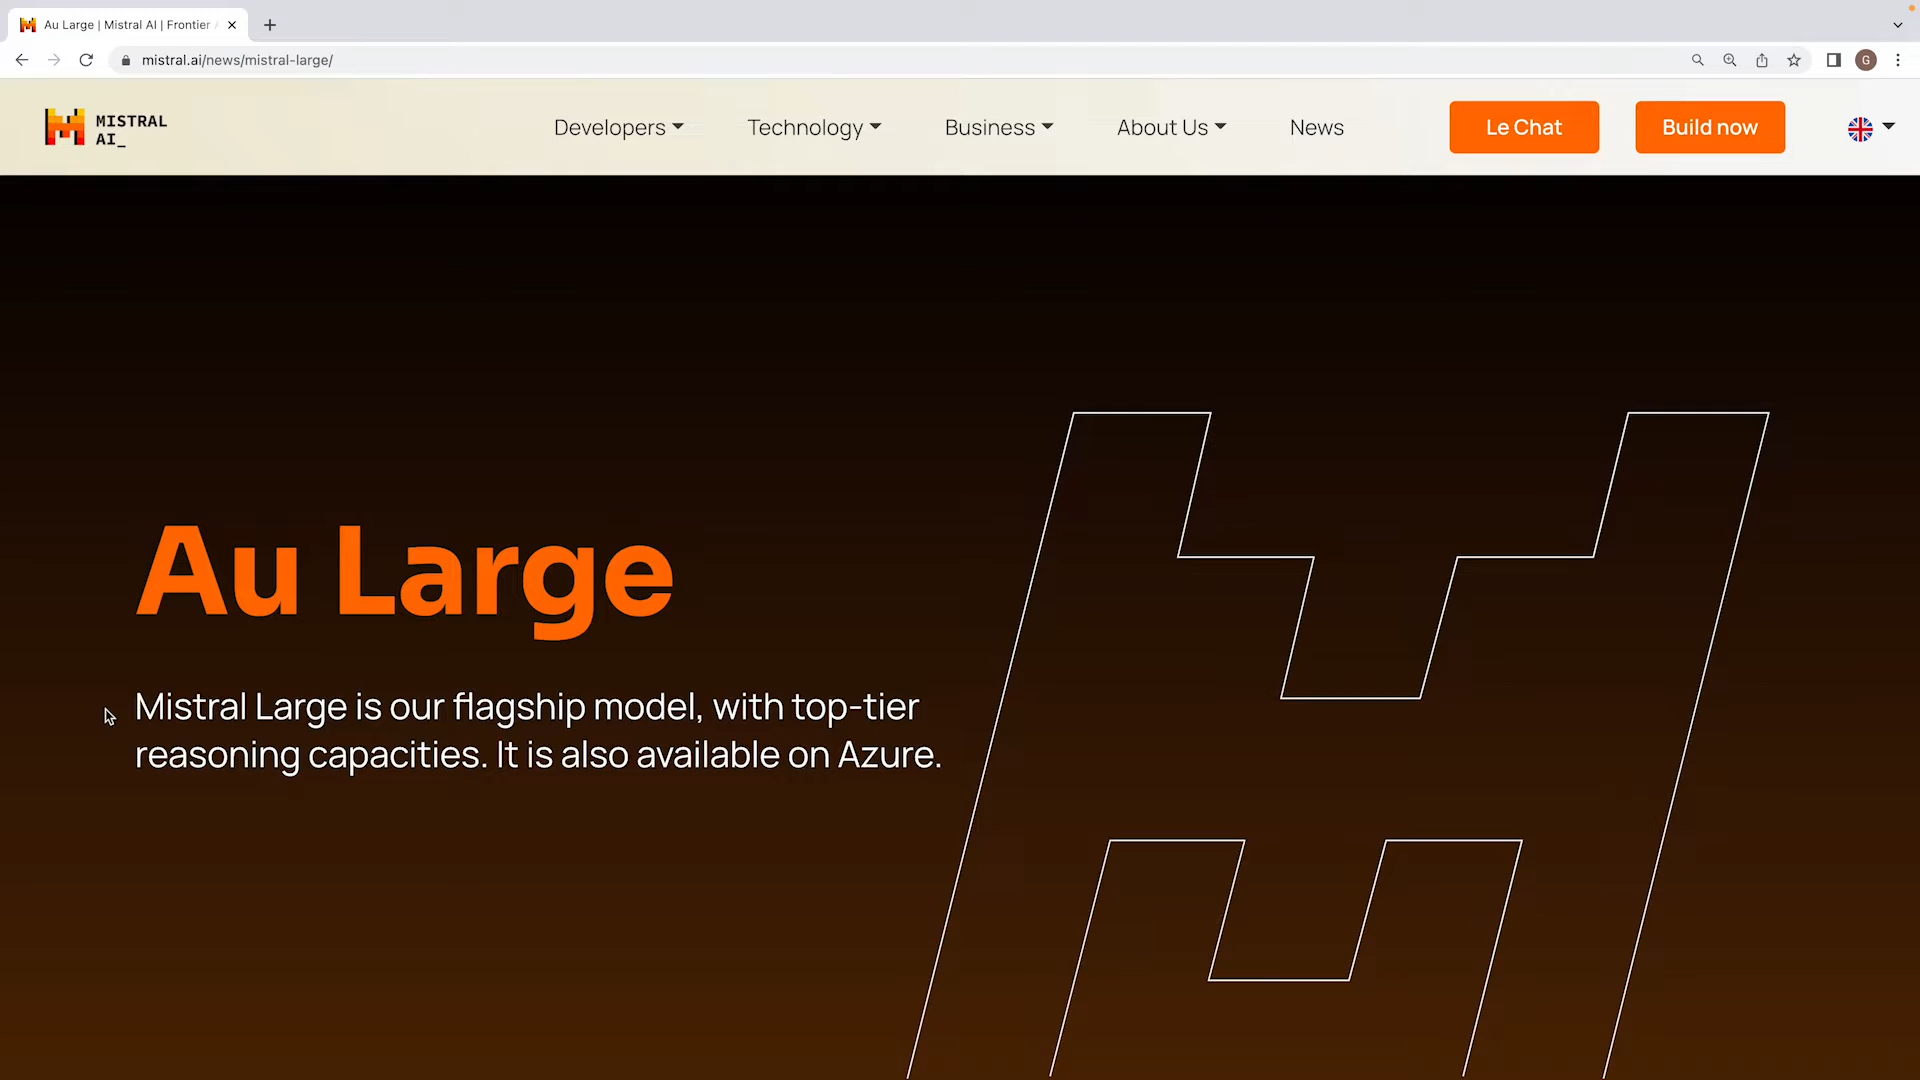 Au Large | Mistral AI | Frontier
mistral.ai/news/mistral-large/
G
MISTRAL
AI_
Developers
Technology
Business
About Us
News
Le Chat
Build now
Au Large
Mistral Large is our flagship model, with top-tier
reasoning capacities. It is also available on Azure.